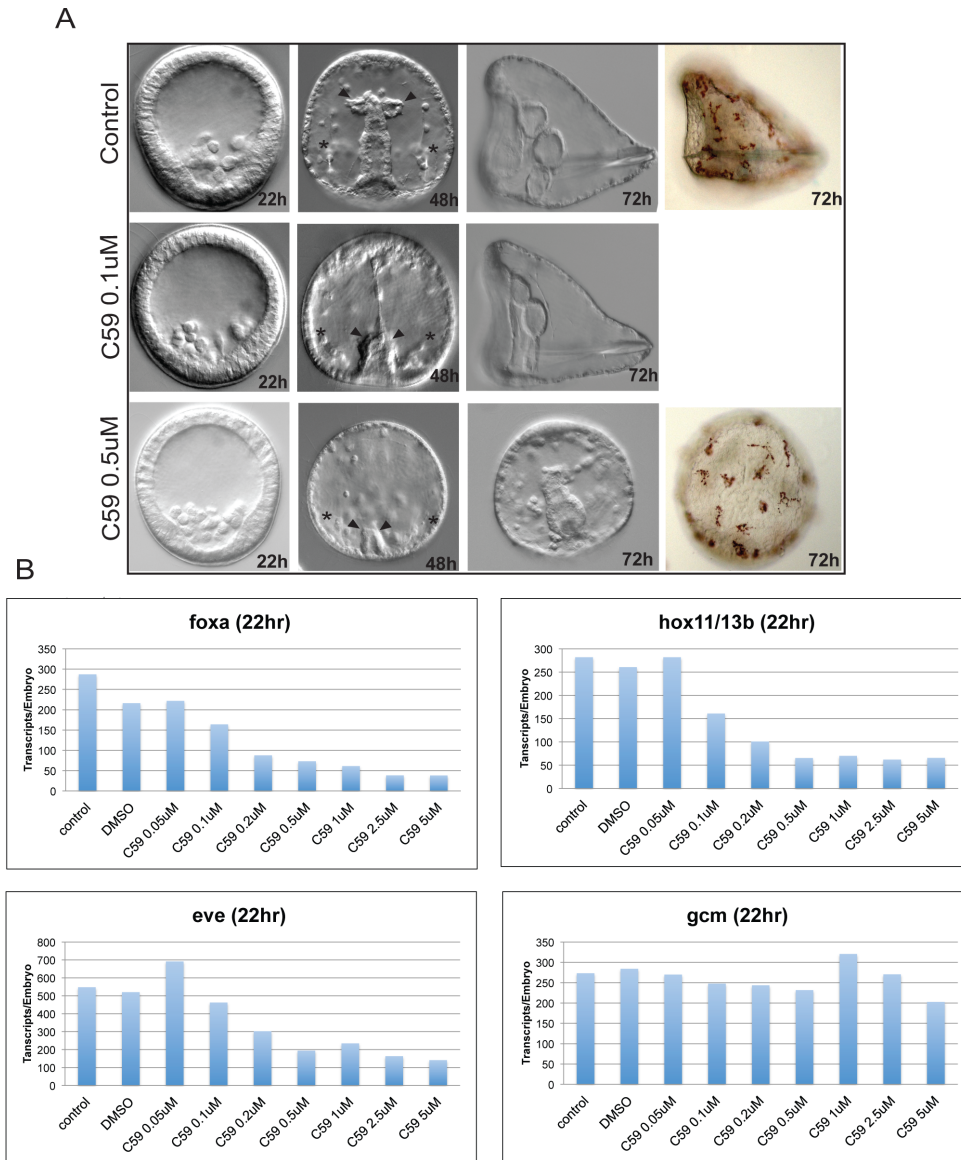 A
Control
22h
*
*
48h
72h
72h
C59 0.1uM
22h
*
*
48h
72h
C59 0.5uM
22h
*
*
48h
72h
72h
B
foxa (22hr)
Transcripts/Embryo
350
300
250
200
150
100
50
0
control
DMSO
C59 0.05uM
C59 0.1uM
C59 0.2uM
C59 0.5uM
C59 1uM
C59 2.5uM
C59 5uM
hox11/13b (22hr)
Tanscripts/Embryo
300
250
200
150
100
50
0
control
DMSO
C59 0.05uM
C59 0.1uM
C59 0.2uM
C59 0.5uM
C59 1uM
C59 2.5uM
C59 5uM
eve (22hr)
Tanscripts/Embryo
800
700
600
500
400
300
200
100
0
control
DMSO
C59 0.05uM
C59 0.1uM
C59 0.2uM
C59 0.5uM
C59 1uM
C59 2.5uM
C59 5uM
gcm (22hr)
Tanscripts/Embryo
350
300
250
200
150
100
50
0
control
DMSO
C59 0.05uM
C59 0.1uM
C59 0.2uM
C59 0.5uM
C59 1uM
C59 2.5uM
C59 5uM